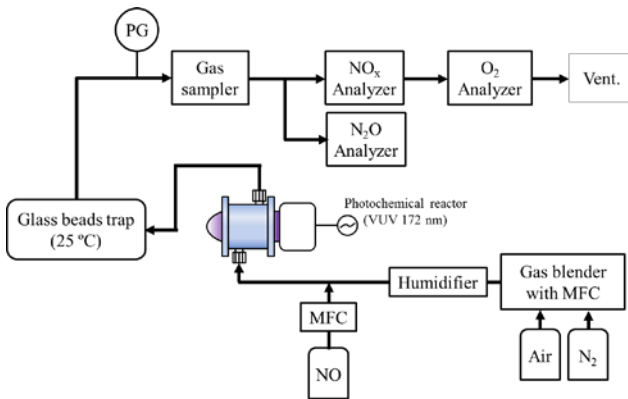 PG
Gas
sampler
NOx
Analyzer
O2
Analyzer
Vent.
N2O
Analyzer
Glass beads trap
(25 ºC)
Photochemical reactor
(VUV 172 nm)
Humidifier
Gas blender
with MFC
MFC
Air
N2
NO